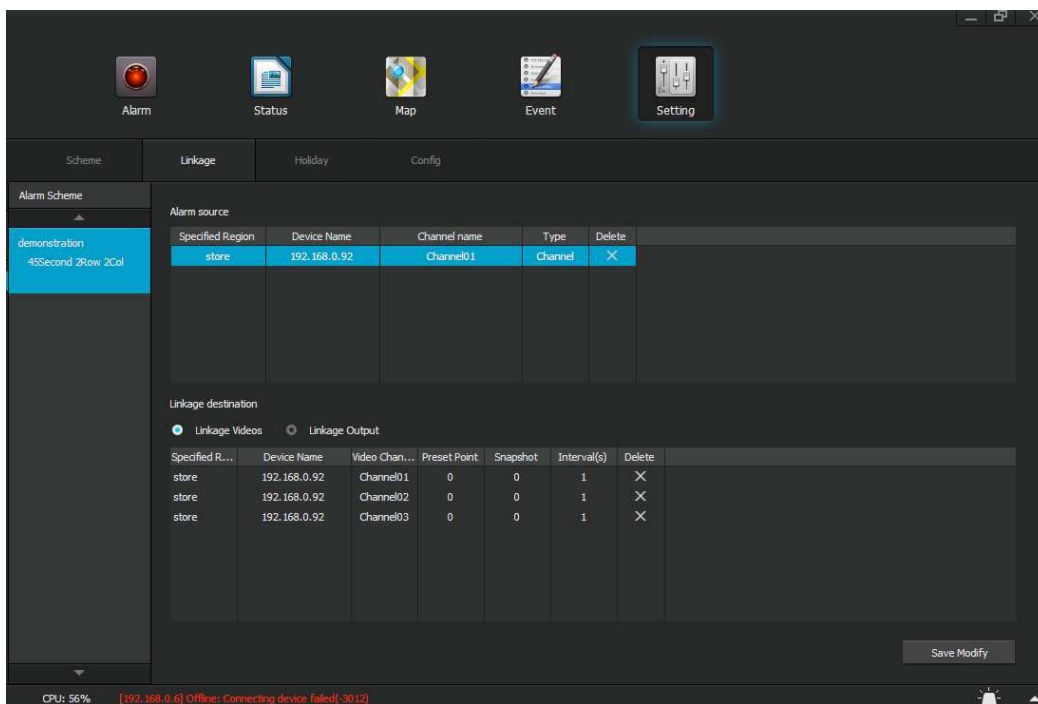 Alarm
Status
Map
Event
Setting
Scheme
Linkage
Holiday
Config
Alarm Scheme
demonstration
45Second 2Row 2Col
Alarm source
Specified Region Device Name Channel name Type Delete
store 192.168.0.92 Channel01 Channel
Linkage destination
Linkage Videos Linkage Output
Specified R... Device Name Video Chan... Preset Point Snapshot Interval(s) Delete
store 192.168.0.92 Channel01 0 0 1
store 192.168.0.92 Channel02 0 0 1
store 192.168.0.92 Channel03 0 0 1
Save Modify
CPU: 56% [192.168.0.6] Offline: Connecting device failed(-3012)